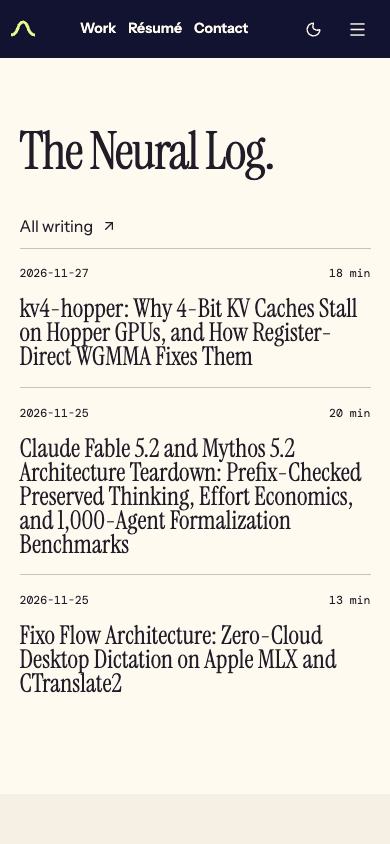 Work Résumé Contact
The Neural Log.
All writing ↗
2026-11-27 18 min
kv4-hopper: Why 4-Bit KV Caches Stall
on Hopper GPUs, and How Register-
Direct WGMMA Fixes Them
2026-11-25 20 min
Claude Fable 5.2 and Mythos 5.2
Architecture Teardown: Prefix-Checked
Preserved Thinking, Effort Economics,
and 1,000-Agent Formalization
Benchmarks
2026-11-25 13 min
Fixo Flow Architecture: Zero-Cloud
Desktop Dictation on Apple MLX and
CTranslate2